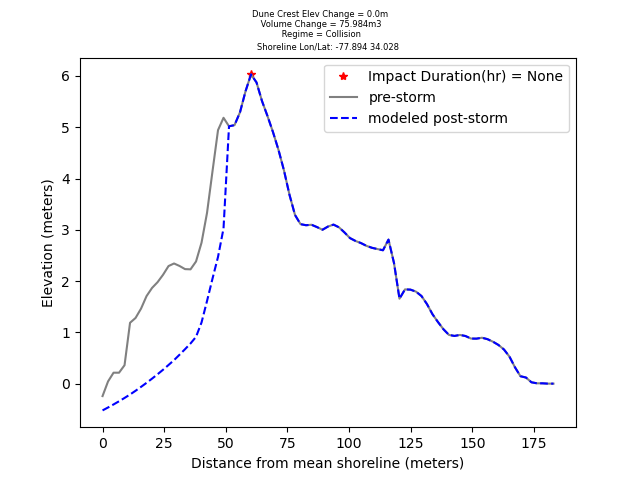 Dune Crest Elev Change = 0.0m
Volume Change = 75.984m3
Regime = Collision
Shoreline Lon/Lat: -77.894 34.028
Impact Duration(hr) = None
pre-storm
modeled post-storm
Elevation (meters)
6
5
4
3
2
1
0
0 25 50 75 100 125 150 175
Distance from mean shoreline (meters)